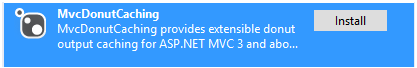 MvcDonutCaching
MvcDonutCaching provides extensible donut
output caching for ASP.NET MVC 3 and abo...
Install